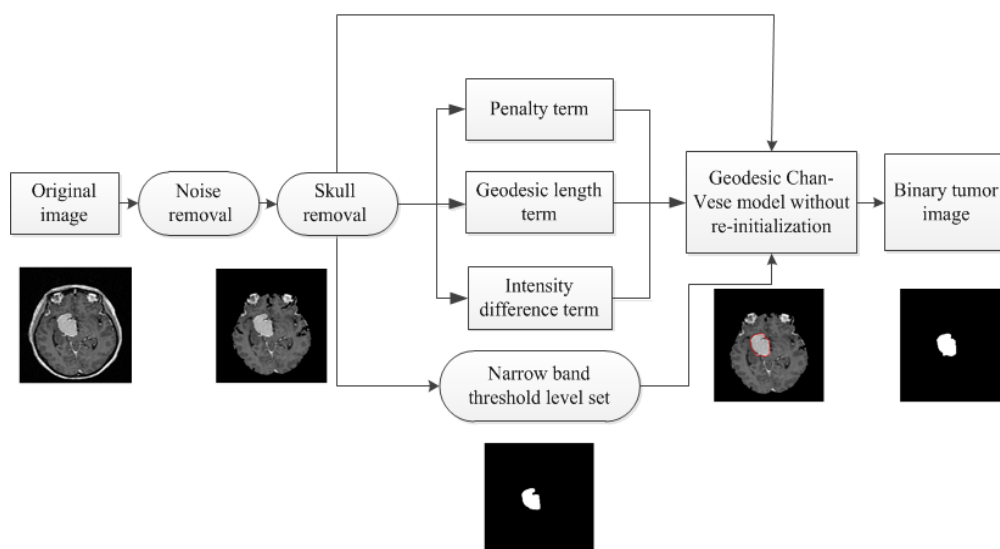 Original
image
Noise
removal
Skull
removal
Penalty term
Geodesic length
term
Intensity
difference term
Narrow band
threshold level set
Geodesic Chan-
Vese model without
re-initialization
Binary tumor
image